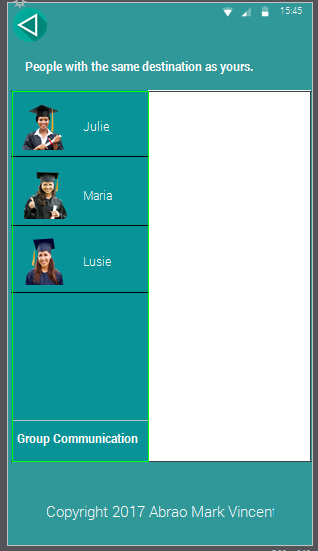 15:45
People with the same destination as yours.
Julie
Maria
Lusie
Group Communication
Copyright 2017 Abrao Mark Vincent